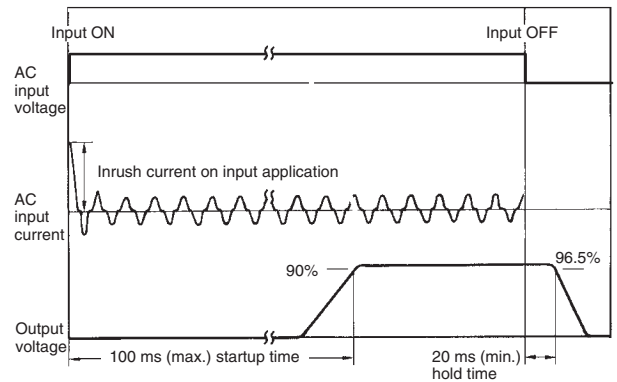 Input ON
Input OFF
AC
input
voltage
Inrush current on input application
AC
input
current
90%
96.5%
Output
voltage
100 ms (max.) startup time
20 ms (min.)
hold time